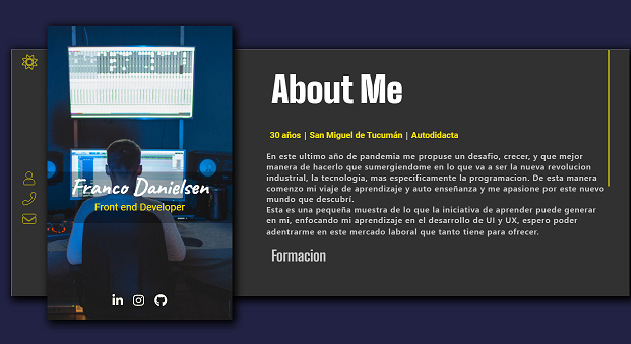 About Me
30 años | San Miguel de Tucumán | Autodidacta
En este ultimo año de pandemia me propuse un desafio, crecer, y que mejor
manera de hacerlo que sumergiendome en lo que va a ser la nueva revolucion
industrial, la tecnologia, mas especificamente la programacion. De esta manera
comenzo mi viaje de aprendizaje y auto enseñanza y me apasione por este nuevo
mundo que descubrí.
Esta es una pequeña muestra de lo que la iniciativa de aprender puede generar
en mi, enfocando mi aprendizaje en el desarrollo de UI y UX, espero poder
adentrarme en este mercado laboral que tanto tiene para ofrecer.
Formacion
Franco Danielsen
Front end Developer